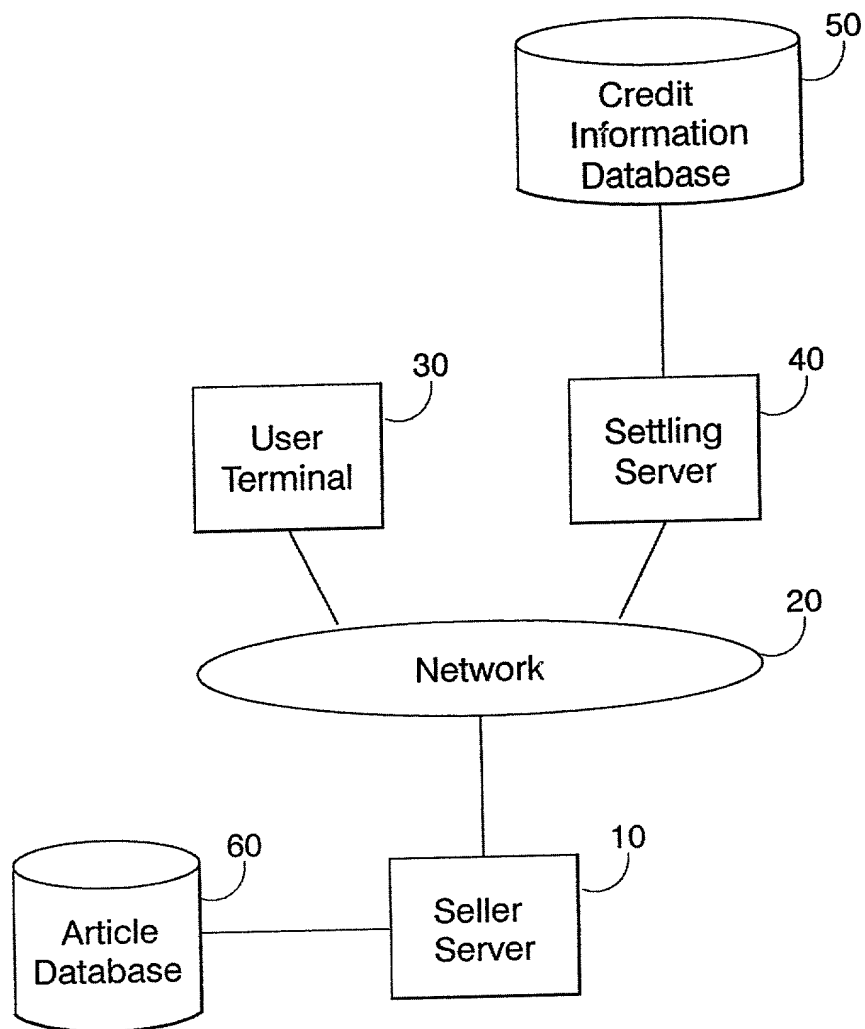 50
Credit
Information
Database
30
40
User
Terminal
Settling
Server
20
Network
60
10
Article
Database
Seller
Server